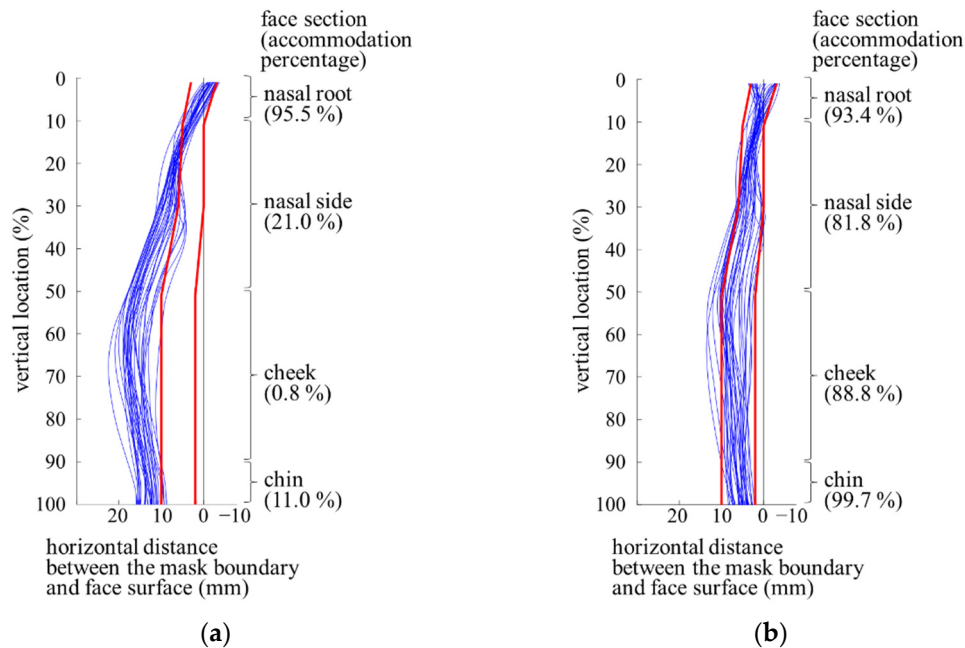 face section
(accommodation
percentage)
0
10
20
30
40
50
60
70
80
90
100
vertical location (%)
nasal root
(95.5 %)
nasal side
(21.0 %)
cheek
(0.8 %)
chin
(11.0 %)
20 10 0 −10
horizontal distance
between the mask boundary
and face surface (mm)
(a)
face section
(accommodation
percentage)
0
10
20
30
40
50
60
70
80
90
100
vertical location (%)
nasal root
(93.4 %)
nasal side
(81.8 %)
cheek
(88.8 %)
chin
(99.7 %)
20 10 0 −10
horizontal distance
between the mask boundary
and face surface (mm)
(b)